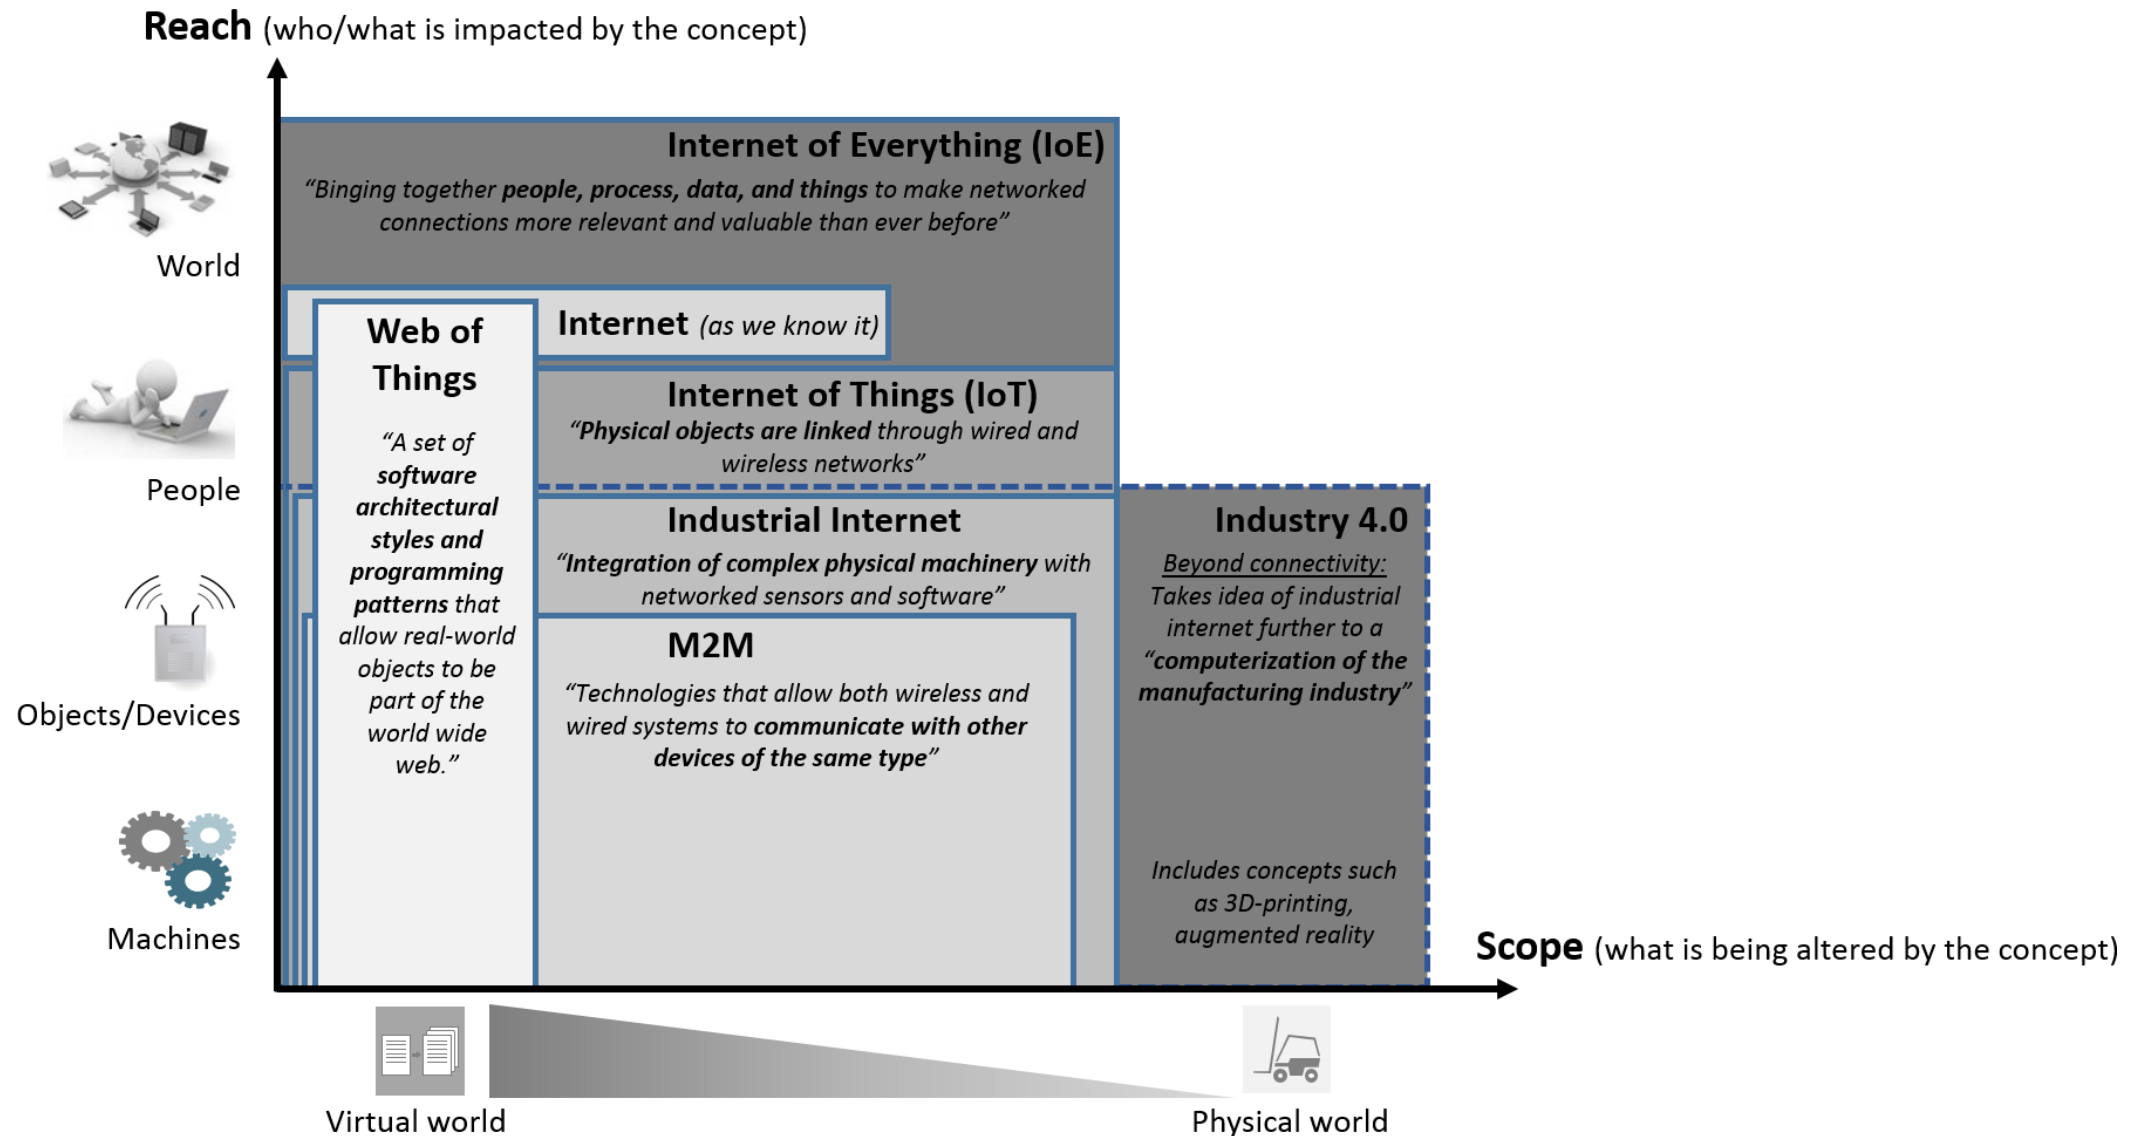 Reach (who/what is impacted by the concept)
Internet of Everything (IoE)
“Binging together people, process, data, and things to make networked
connections more relevant and valuable than ever before”
World
Internet (as we know it)
Web of
Things
“A set of
software
architectural
styles and
programming
patterns that
allow real-world
objects to be
part of the
world wide
web.”
Internet of Things (IoT)
“Physical objects are linked through wired and
wireless networks”
People
Industrial Internet
“Integration of complex physical machinery with
networked sensors and software”
M2M
“Technologies that allow both wireless and
wired systems to communicate with other
devices of the same type”
Industry 4.0
Beyond connectivity:
Takes idea of industrial
internet further to a
“computerization of the
manufacturing industry”
Includes concepts such
as 3D-printing,
augmented reality
Objects/Devices
Machines
Scope (what is being altered by the concept)
Virtual world
Physical world